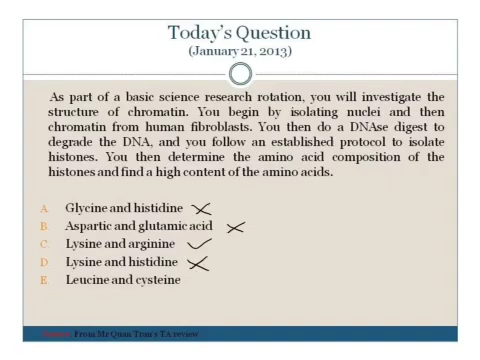 Today's Question
(January 21, 2013)
As part of a basic science research rotation, you will investigate the
structure of chromatin. You begin by isolating nuclei and then
chromatin from human fibroblasts. You then do a DNAse digest to
degrade the DNA, and you follow an established protocol to isolate
histones. You then determine the amino acid composition of the
histones and find a high content of the amino acids.
A. Glycine and histidine
B. Aspartic and glutamic acid
C. Lysine and arginine
D. Lysine and histidine
E. Leucine and cysteine
From Mr Quan Tran's TA review